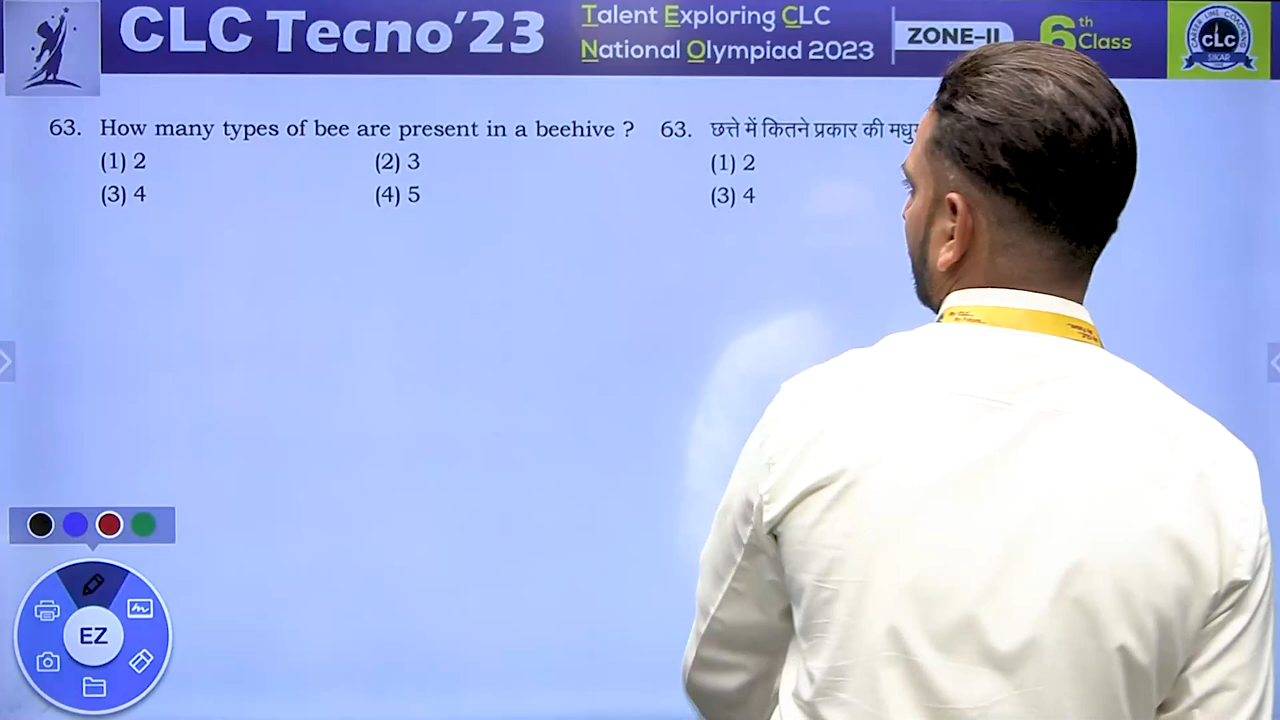 CLC Tecno'23
Talent Exploring CLC
National Olympiad 2023
ZONE–II
6th Class
CLC
SIKAR
63. How many types of bee are present in a beehive ?
(1) 2 (2) 3
(3) 4 (4) 5
63. छत्ते में कितने प्रकार की
(1) 2
(3) 4
EZ